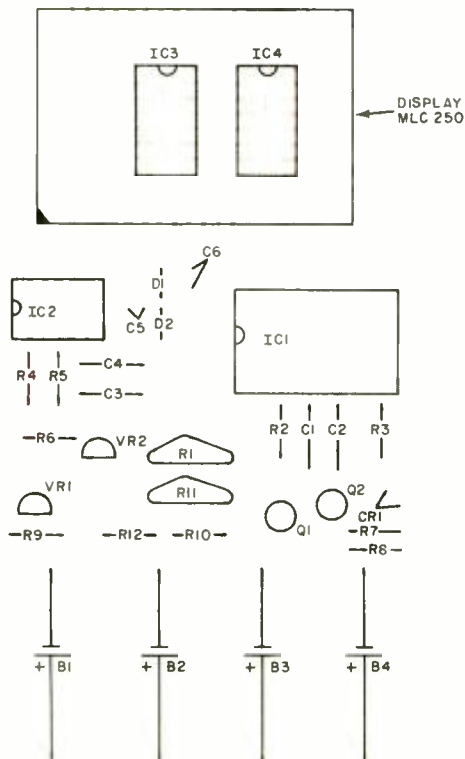 IC3 IC4
DISPLAY
MLC 250
C6
D1
IC2
C5 D2
IC1
R4 R5 C4
C3
R2 C1 C2 R3
R6 VR2 R1
VR1 R11 Q2
Q1 CR1
R9 R12 R10 R7
R8
+ B1 + B2 + B3 + B4